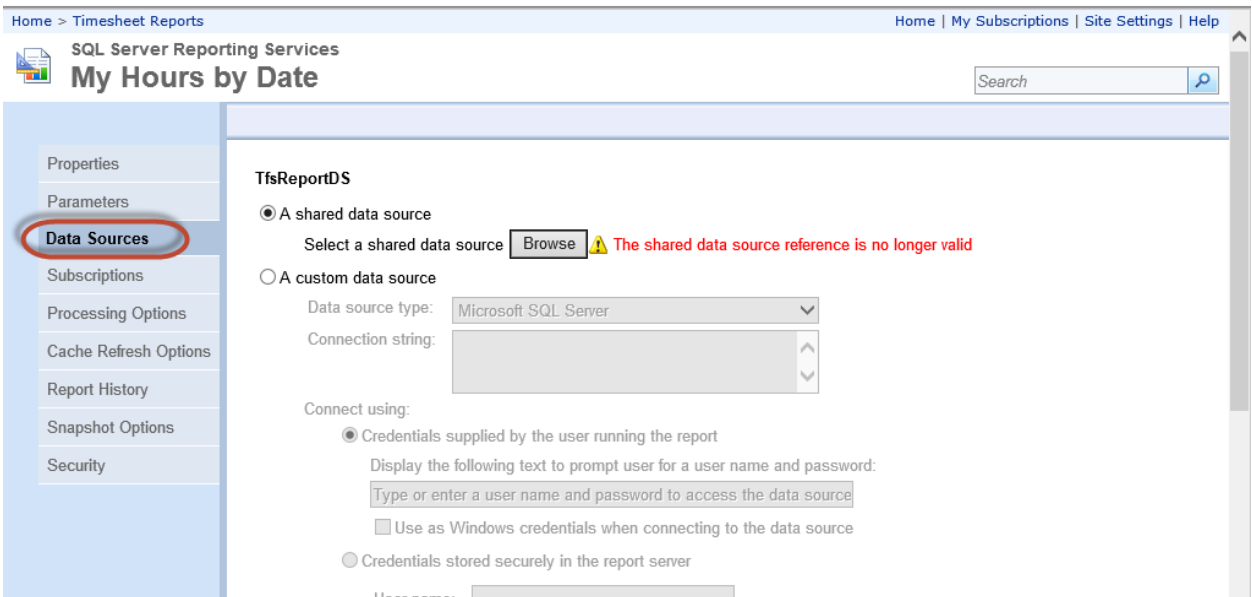 Home > Timesheet Reports
Home | My Subscriptions | Site Settings | Help
SQL Server Reporting Services
My Hours by Date
Search
Properties
Parameters
Data Sources
Subscriptions
Processing Options
Cache Refresh Options
Report History
Snapshot Options
Security
TfsReportDS
A shared data source
Select a shared data source Browse The shared data source reference is no longer valid
A custom data source
Data source type: Microsoft SQL Server
Connection string:
Connect using:
Credentials supplied by the user running the report
Display the following text to prompt user for a user name and password:
Type or enter a user name and password to access the data source
Use as Windows credentials when connecting to the data source
Credentials stored securely in the report server
User name: